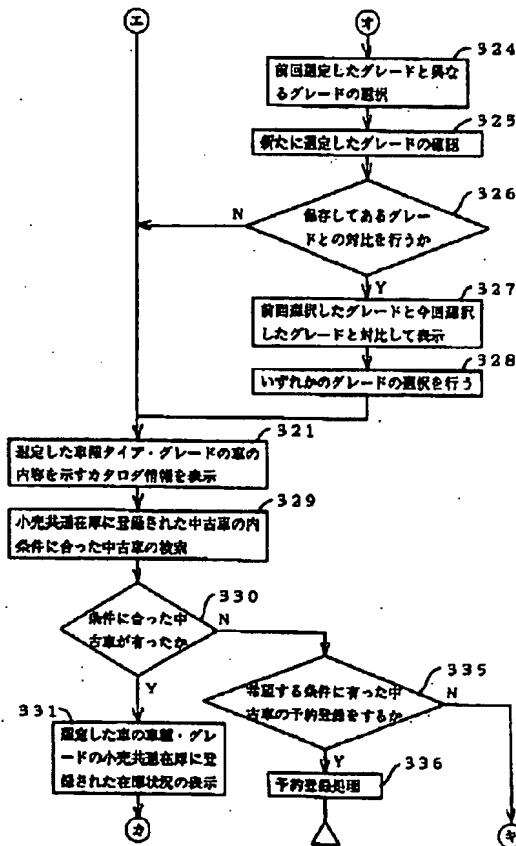 エ
オ
324
前回選定したグレードと異な
るグレードの選択
325
新たに選定したグレードの確認
326
保存してあるグレー
ドとの対比を行うか
N
Y
327
前回選択したグレードと今回選択
したグレードと対比して表示
328
いずれかのグレードの選択を行う
321
選定した車種タイア・グレードの車の
内容を示すカタログ情報を表示
329
小売共通在庫に登録された中古車の内
条件に合った中古車の検索
330
条件に合った中
古車が有ったか
N
Y
335
希望する条件に有った中
古車の予約登録をするか
N
Y
331
選定した車の車種・グレ
ードの小売共通在庫に登
録された在庫状況の表示
336
予約登録処理
カ
キ